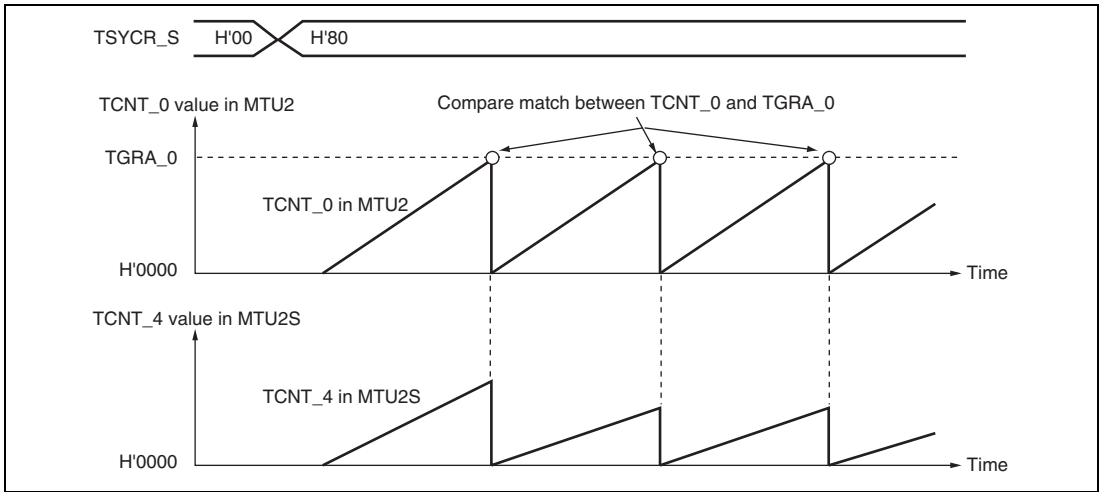 TSYCR_S H'00 H'80
TCNT_0 value in MTU2
Compare match between TCNT_0 and TGRA_0
TGRA_0
TCNT_0 in MTU2
H'0000
Time
TCNT_4 value in MTU2S
TCNT_4 in MTU2S
H'0000
Time